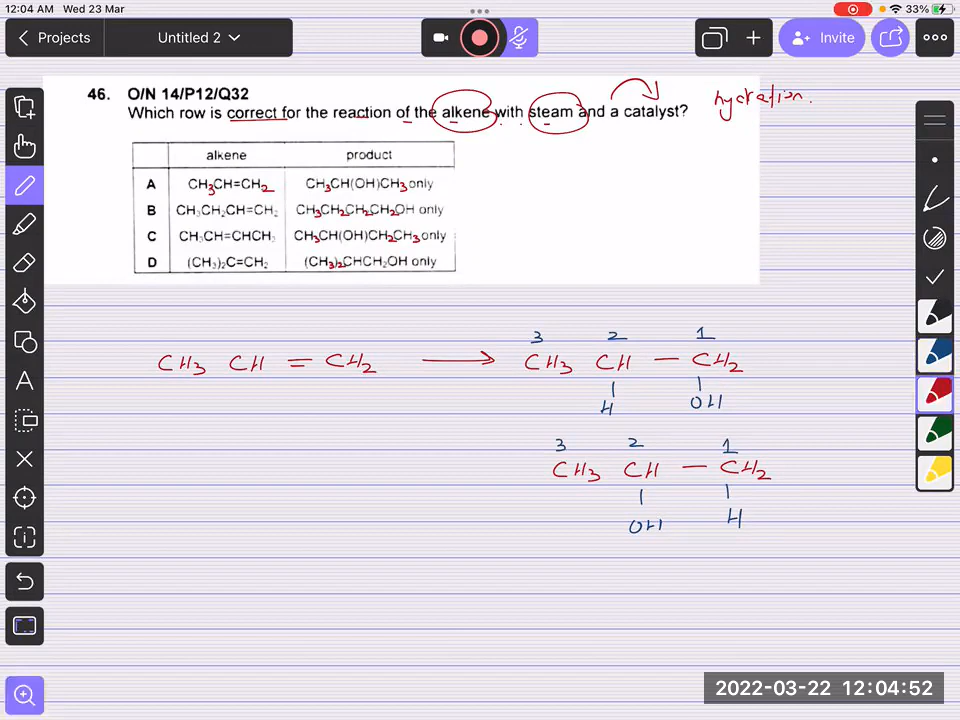 12:04 AM Wed 23 Mar
33%
Projects
Untitled 2
Invite
46. O/N 14/P12/Q32
Which row is correct for the reaction of the alkene with steam and a catalyst?
hydration.
alkene product
A CH₃CH=CH₂ CH₃CH(OH)CH₃ only
B CH₃CH₂CH=CH₂ CH₃CH₂CH₂CH₂OH only
C CH₃CH=CHCH₃ CH₃CH(OH)CH₂CH₃ only
D (CH₃)₂C=CH₂ (CH₃)₂CHCH₂OH only
3 2 1
CH₃ CH = CH₂ ⟶ CH₃ CH — CH₂
H OH
3 2 1
CH₃ CH — CH₂
OH H
A
2022-03-22 12:04:52